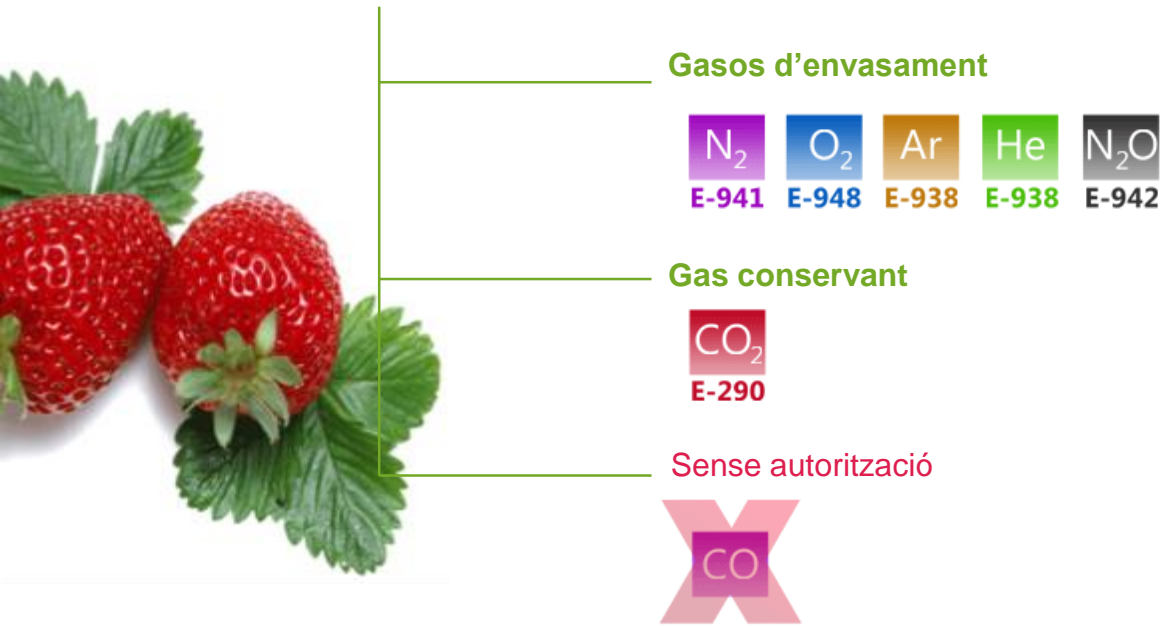 Gasos d’envasament
N2 O2 Ar He N2O
E-941 E-948 E-938 E-938 E-942
Gas conservant
CO2
E-290
Sense autorització
CO